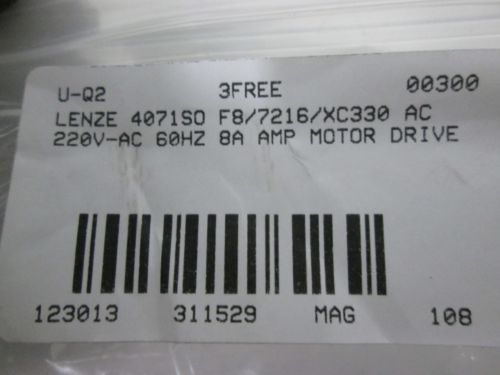 U-Q2 3FREE 00300
LENZE 4071SO F8/7216/XC330 AC
220V-AC 60HZ 8A AMP MOTOR DRIVE
123013 311529 MAG 108